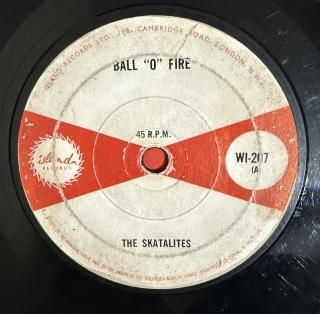 ISLAND RECORDS LTD., 108, CAMBRIDGE ROAD, LONDON, N.W.6
BALL "O" FIRE
45 R.P.M.
island
RECORDS
WI-207
(A)
THE SKATALITES